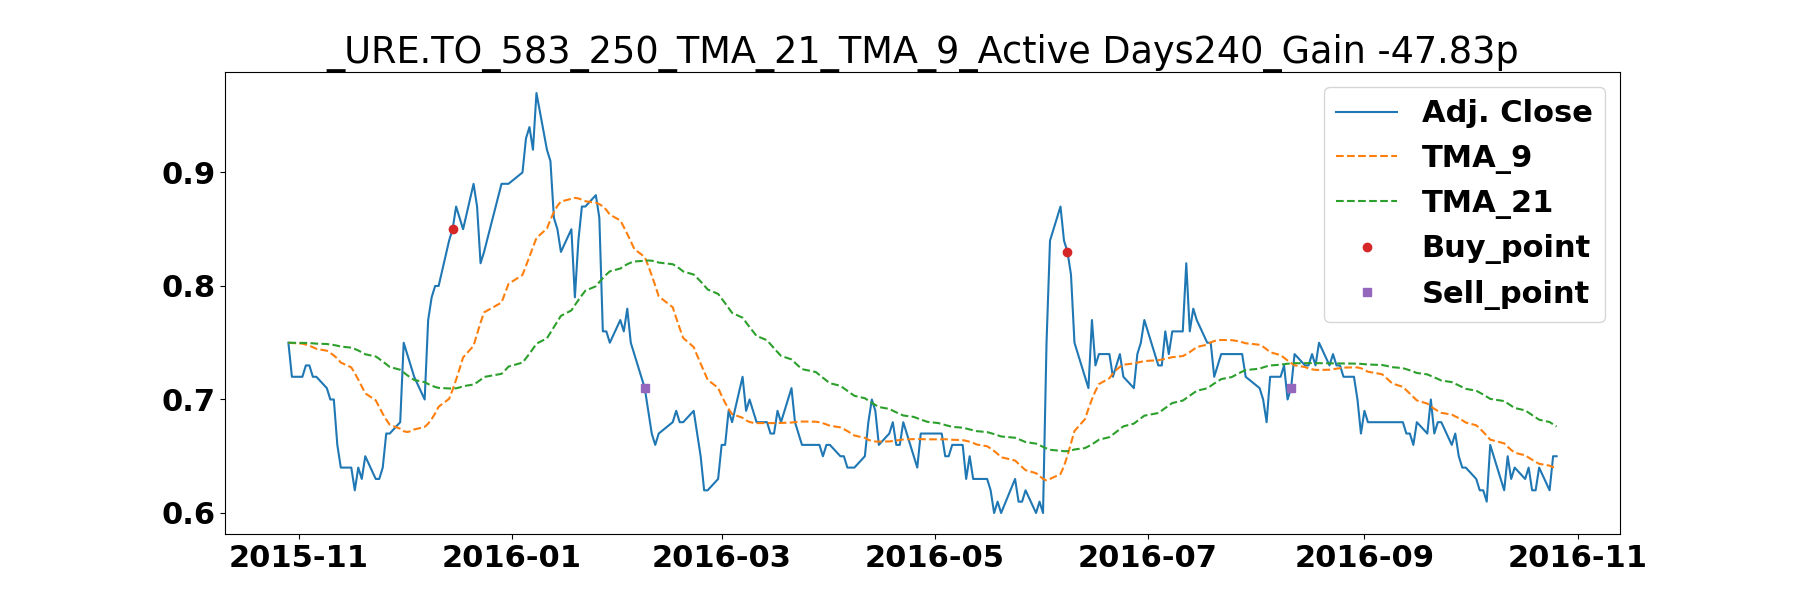 _URE.TO_583_250_TMA_21_TMA_9_Active Days240_Gain -47.83p
Adj. Close
TMA_9
TMA_21
Buy_point
Sell_point
0.9
0.8
0.7
0.6
2015-11 2016-01 2016-03 2016-05 2016-07 2016-09 2016-11